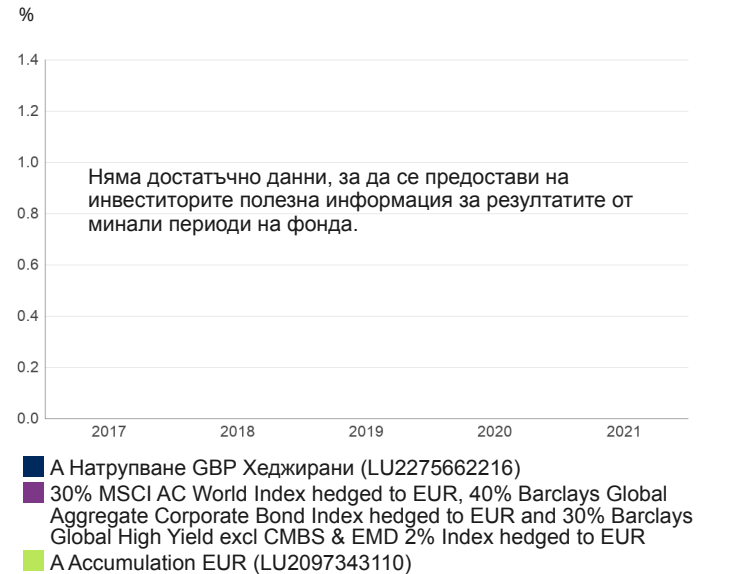 %
1.4
1.2
1.0
Няма достатъчно данни, за да се предостави на
инвеститорите полезна информация за резултатите от
0.8
минали периоди на фонда.
0.6
0.4
0.2
0.0
2017 2018 2019 2020 2021
A Натрупване GBP Хеджирани (LU2275662216)
30% MSCI AC World Index hedged to EUR, 40% Barclays Global
Aggregate Corporate Bond Index hedged to EUR and 30% Barclays
Global High Yield excl CMBS & EMD 2% Index hedged to EUR
A Accumulation EUR (LU2097343110)